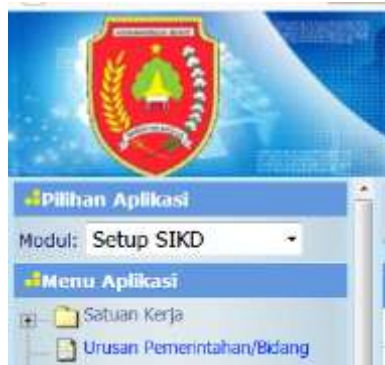 Pilihan Aplikasi
Modul: Setup SIKD
Menu Aplikasi
Satuan Kerja
Urusan Pemerintahan/Bidang